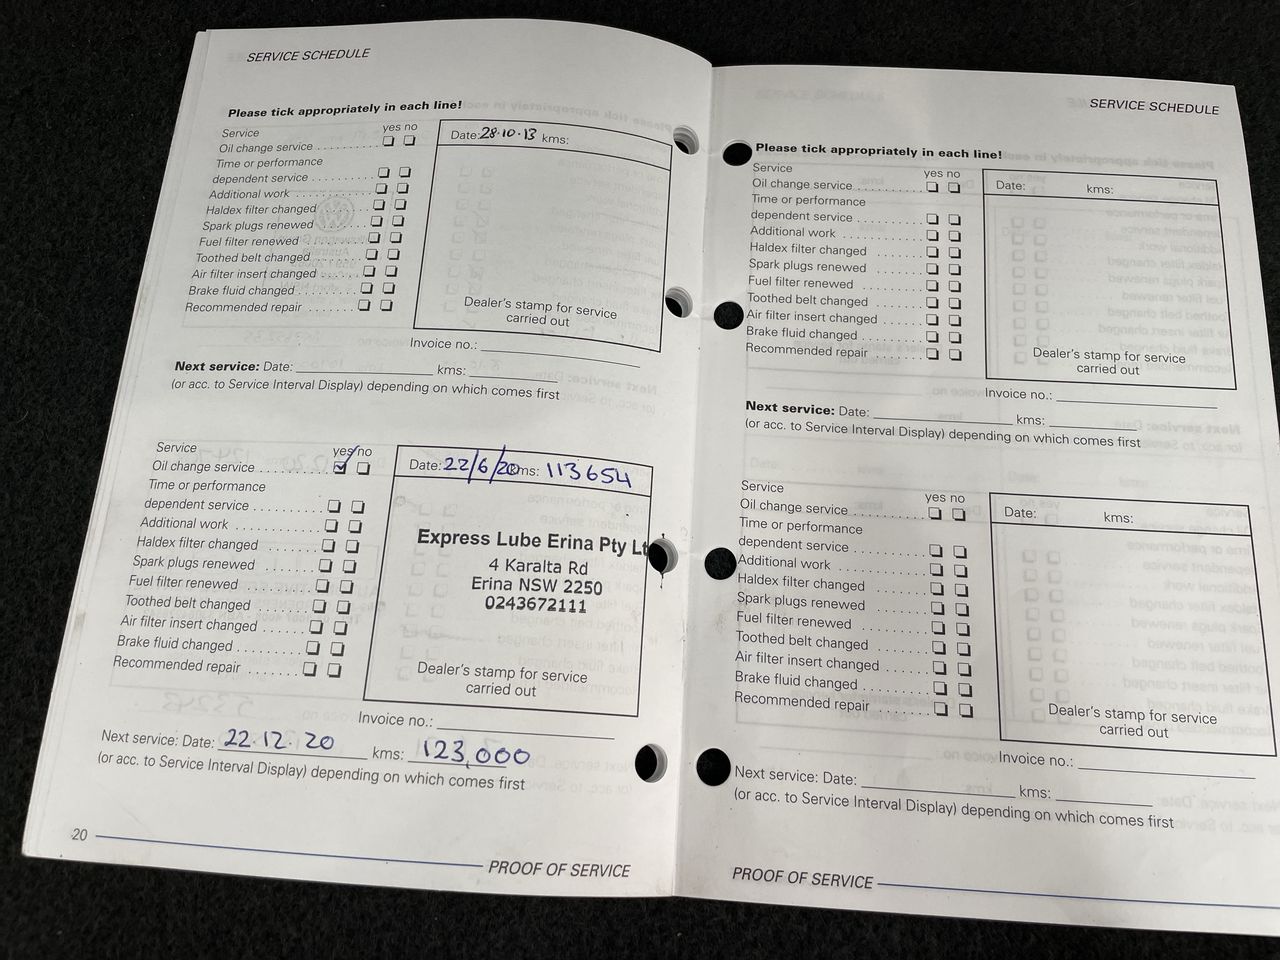 SERVICE SCHEDULE
Please tick appropriately in each line!
Service yes no
Oil change service
Time or performance
dependent service
Additional work
Haldex filter changed
Spark plugs renewed
Fuel filter renewed
Toothed belt changed
Air filter insert changed
Brake fluid changed
Recommended repair
Date: 28.10.13 kms:
Dealer's stamp for service
carried out
Invoice no.:
Next service: Date: kms:
(or acc. to Service Interval Display) depending on which comes first
Service yes no
Oil change service
Time or performance
dependent service
Additional work
Haldex filter changed
Spark plugs renewed
Fuel filter renewed
Toothed belt changed
Air filter insert changed
Brake fluid changed
Recommended repair
Date: 22/6/20 kms: 113654
Express Lube Erina Pty Lt
4 Karalta Rd
Erina NSW 2250
0243672111
Dealer's stamp for service
carried out
Invoice no.:
Next service: Date: 22.12.20 kms: 123,000
(or acc. to Service Interval Display) depending on which comes first
20
PROOF OF SERVICE
SERVICE SCHEDULE
Please tick appropriately in each line!
Service yes no
Oil change service
Time or performance
dependent service
Additional work
Haldex filter changed
Spark plugs renewed
Fuel filter renewed
Toothed belt changed
Air filter insert changed
Brake fluid changed
Recommended repair
Date: kms:
Dealer's stamp for service
carried out
Invoice no.:
Next service: Date: kms:
(or acc. to Service Interval Display) depending on which comes first
Service yes no
Oil change service
Time or performance
dependent service
Additional work
Haldex filter changed
Spark plugs renewed
Fuel filter renewed
Toothed belt changed
Air filter insert changed
Brake fluid changed
Recommended repair
Date: kms:
Dealer's stamp for service
carried out
Invoice no.:
Next service: Date: kms:
(or acc. to Service Interval Display) depending on which comes first
PROOF OF SERVICE